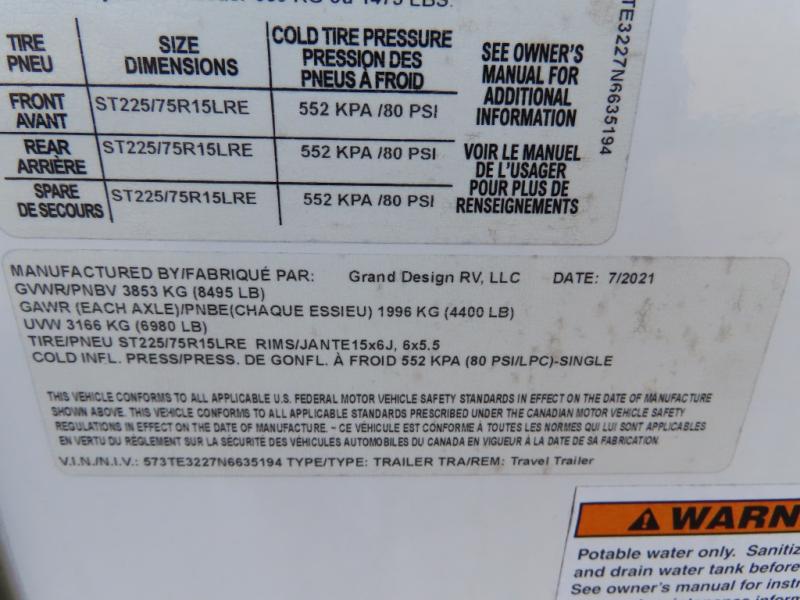 1475 LBS.
TIRE
PNEU
SIZE
DIMENSIONS
COLD TIRE PRESSURE
PRESSION DES
PNEUS À FROID
SEE OWNER'S
MANUAL FOR
ADDITIONAL
INFORMATION
FRONT
AVANT
ST225/75R15LRE
552 KPA /80 PSI
REAR
ARRIÈRE
ST225/75R15LRE
552 KPA /80 PSI
VOIR LE MANUEL
DE L'USAGER
POUR PLUS DE
RENSEIGNEMENTS
SPARE
DE SECOURS
ST225/75R15LRE
552 KPA /80 PSI
TE3227N6635194
MANUFACTURED BY/FABRIQUÉ PAR: Grand Design RV, LLC DATE: 7/2021
GVWR/PNBV 3853 KG (8495 LB)
GAWR (EACH AXLE)/PNBE(CHAQUE ESSIEU) 1996 KG (4400 LB)
UVW 3166 KG (6980 LB)
TIRE/PNEU ST225/75R15LRE RIMS/JANTE15x6J, 6x5.5
COLD INFL. PRESS/PRESS. DE GONFL. À FROID 552 KPA (80 PSI/LPC)-SINGLE
THIS VEHICLE CONFORMS TO ALL APPLICABLE U.S. FEDERAL MOTOR VEHICLE SAFETY STANDARDS IN EFFECT ON THE DATE OF MANUFACTURE
SHOWN ABOVE. THIS VEHICLE CONFORMS TO ALL APPLICABLE STANDARDS PRESCRIBED UNDER THE CANADIAN MOTOR VEHICLE SAFETY
REGULATIONS IN EFFECT ON THE DATE OF MANUFACTURE. - CE VÉHICULE EST CONFORME À TOUTES LES NORMES QUI LUI SONT APPLICABLES
EN VERTU DU RÈGLEMENT SUR LA SÉCURITÉ DES VÉHICULES AUTOMOBILES DU CANADA EN VIGUEUR À LA DATE DE SA FABRICATION.
V.I.N./N.I.V.: 573TE3227N6635194 TYPE/TYPE: TRAILER TRA/REM: Travel Trailer
WARN
Potable water only. Sanitiz
and drain water tank before
See owner's manual for instr